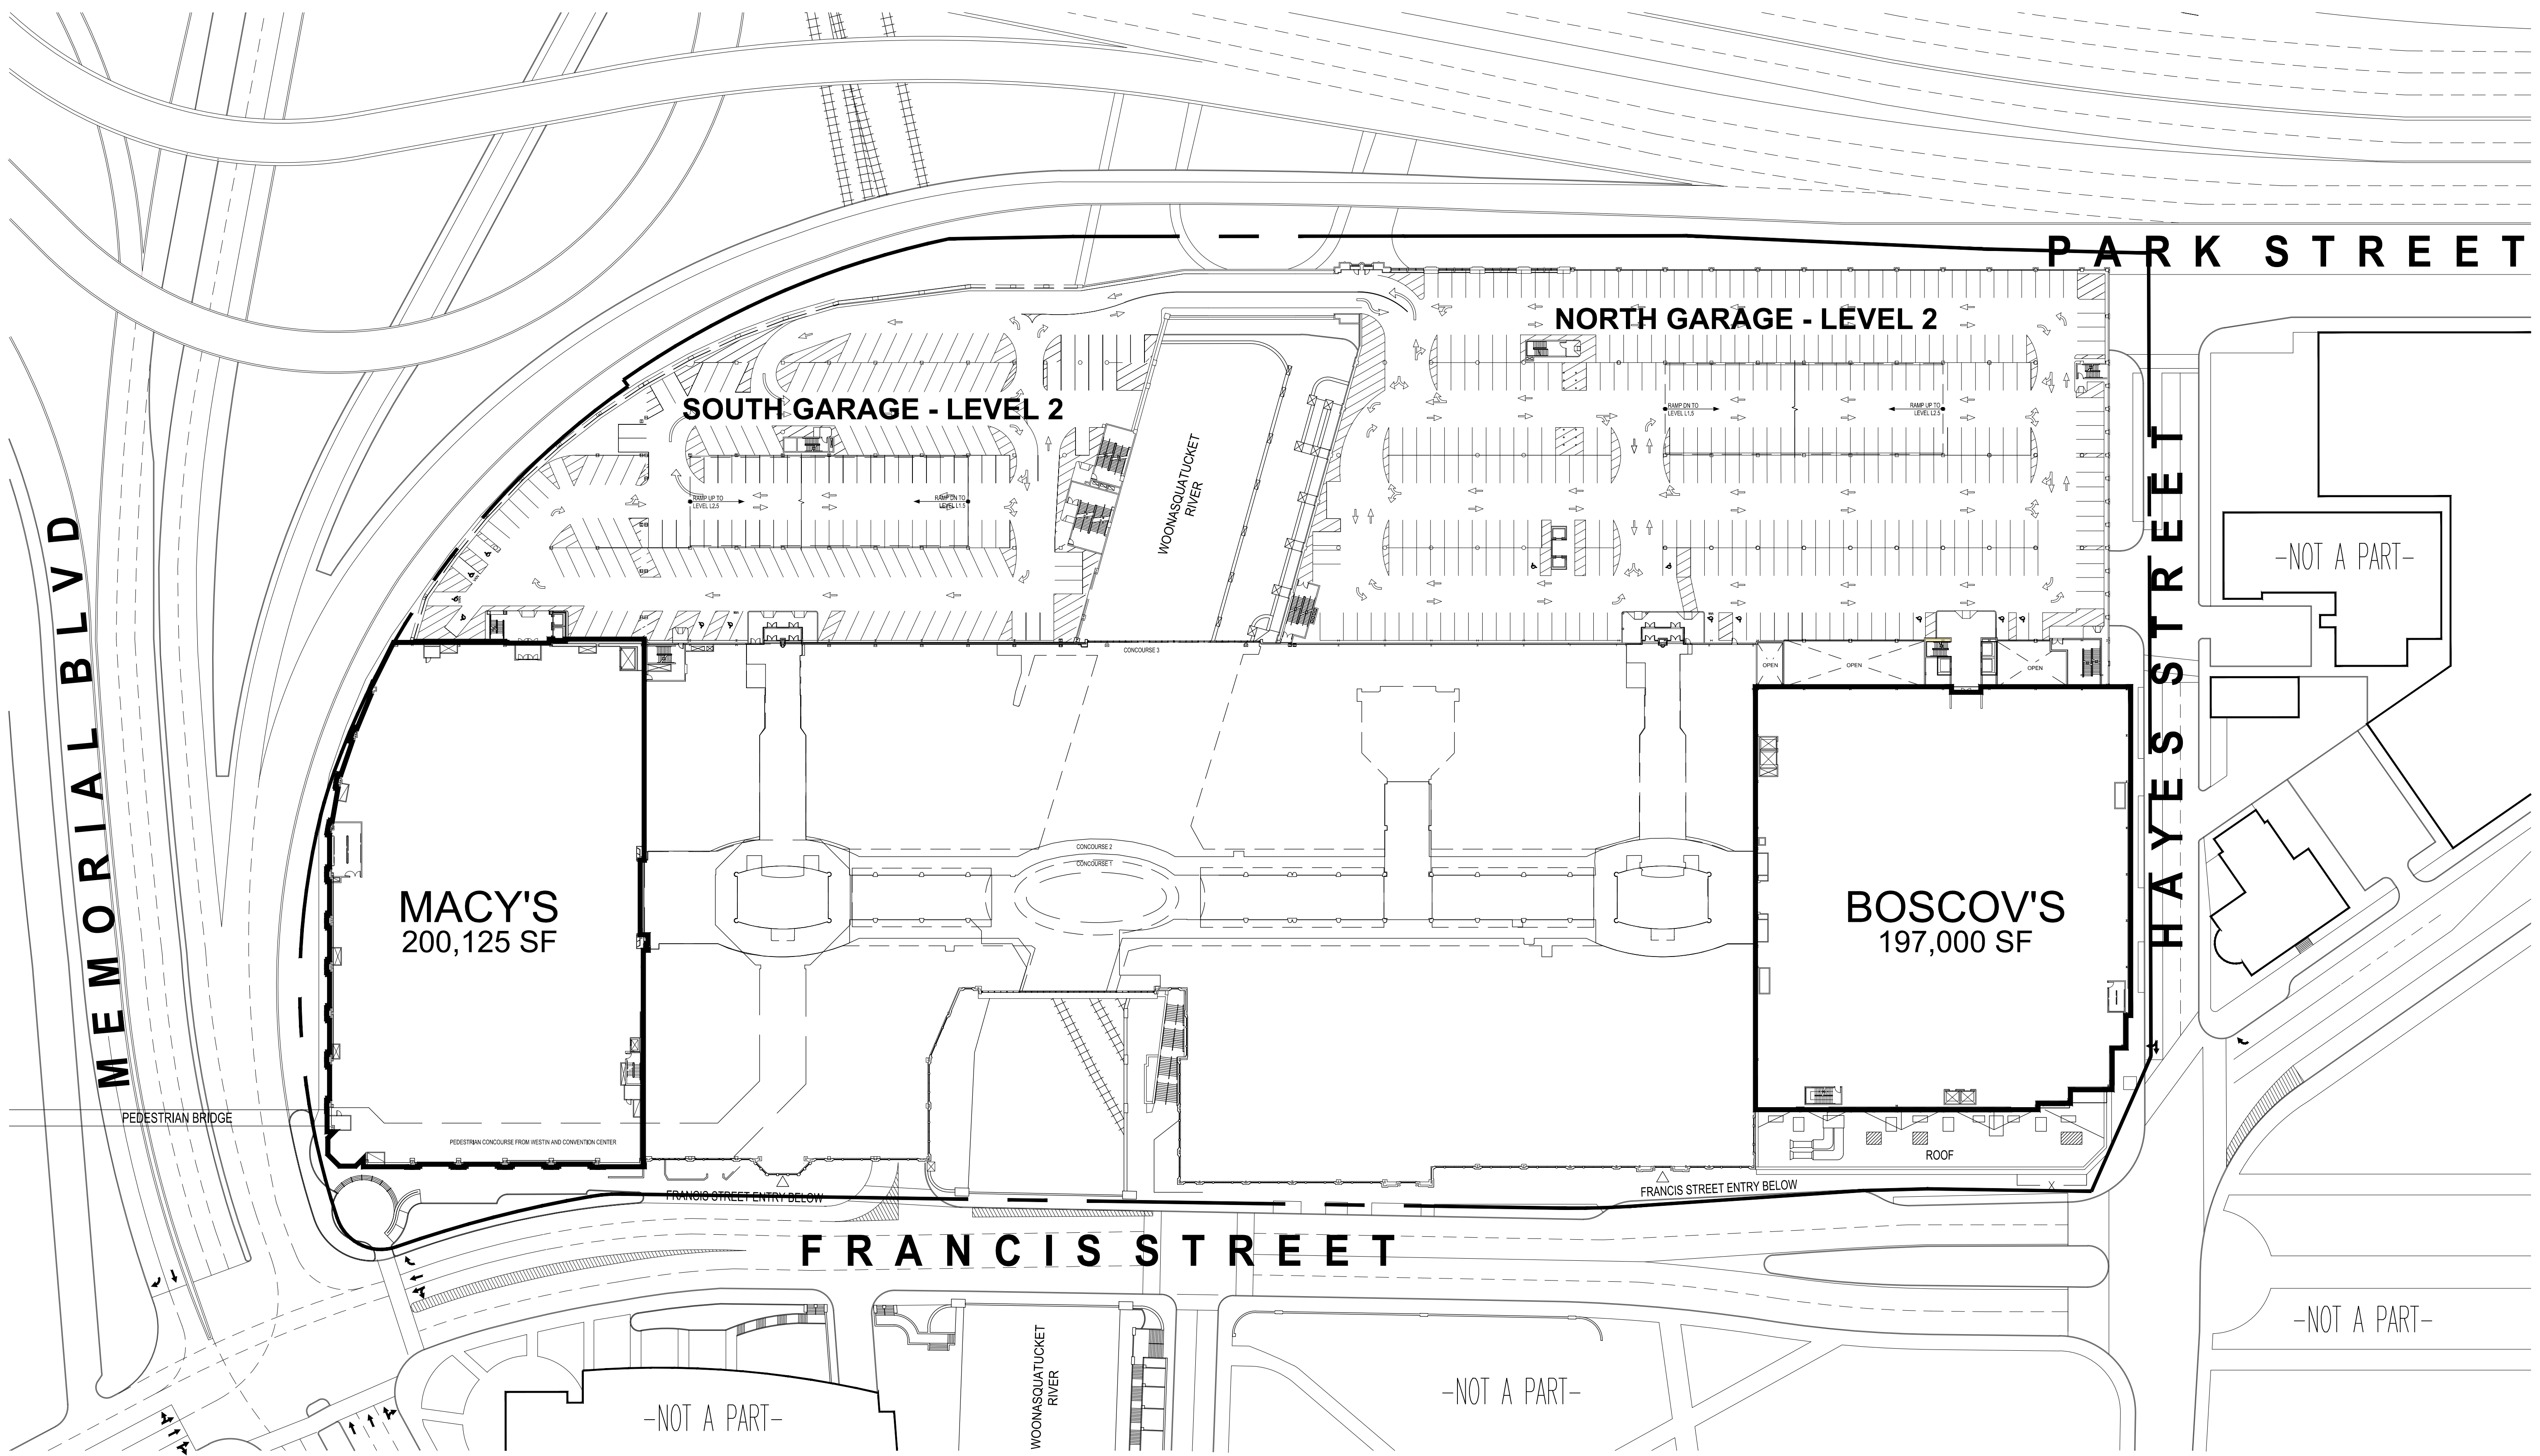 PARK STREET
NORTH GARAGE - LEVEL 2
SOUTH GARAGE - LEVEL 2
RAMP DN TO
LEVEL L1.5
RAMP UP TO
LEVEL L2.5
RAMP UP TO
LEVEL L2.5
RAMP DN TO
LEVEL L1.5
WOONASQUATUCKET
RIVER
MEMORIAL BLVD
HAYES STREET
-NOT A PART-
CONCOURSE 3
OPEN
OPEN
OPEN
CONCOURSE 2
CONCOURSE 1
MACY'S
200,125 SF
BOSCOV'S
197,000 SF
PEDESTRIAN BRIDGE
PEDESTRIAN CONCOURSE FROM WESTIN AND CONVENTION CENTER
ROOF
FRANCIS STREET ENTRY BELOW
FRANCIS STREET ENTRY BELOW
FRANCIS STREET
-NOT A PART-
WOONASQUATUCKET
RIVER
-NOT A PART-
-NOT A PART-